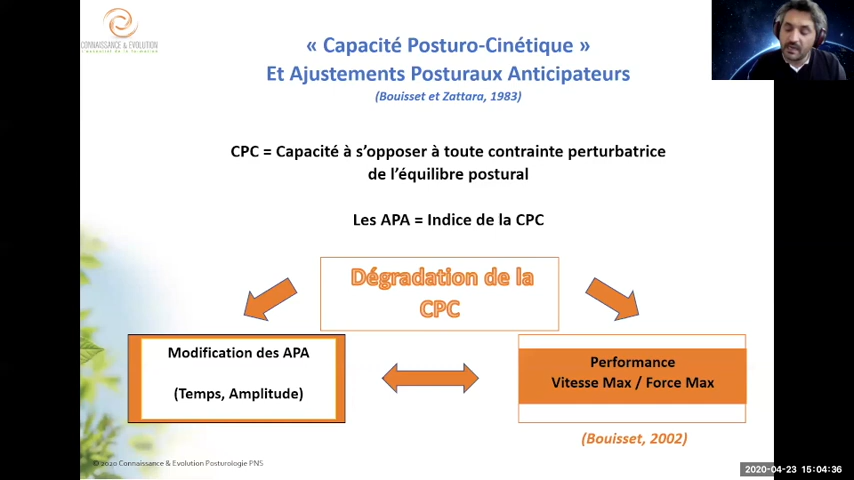 CONNAISSANCE & EVOLUTION
« Capacité Posturo-Cinétique »
Et Ajustements Posturaux Anticipateurs
(Bouisset et Zattara, 1983)
CPC = Capacité à s’opposer à toute contrainte perturbatrice
de l’équilibre postural
Les APA = Indice de la CPC
Dégradation de la
CPC
Modification des APA
(Temps, Amplitude)
Performance
Vitesse Max / Force Max
(Bouisset, 2002)
© 2020 Connaissance & Evolution Posturologie PNS
2020-04-23 15:04:36